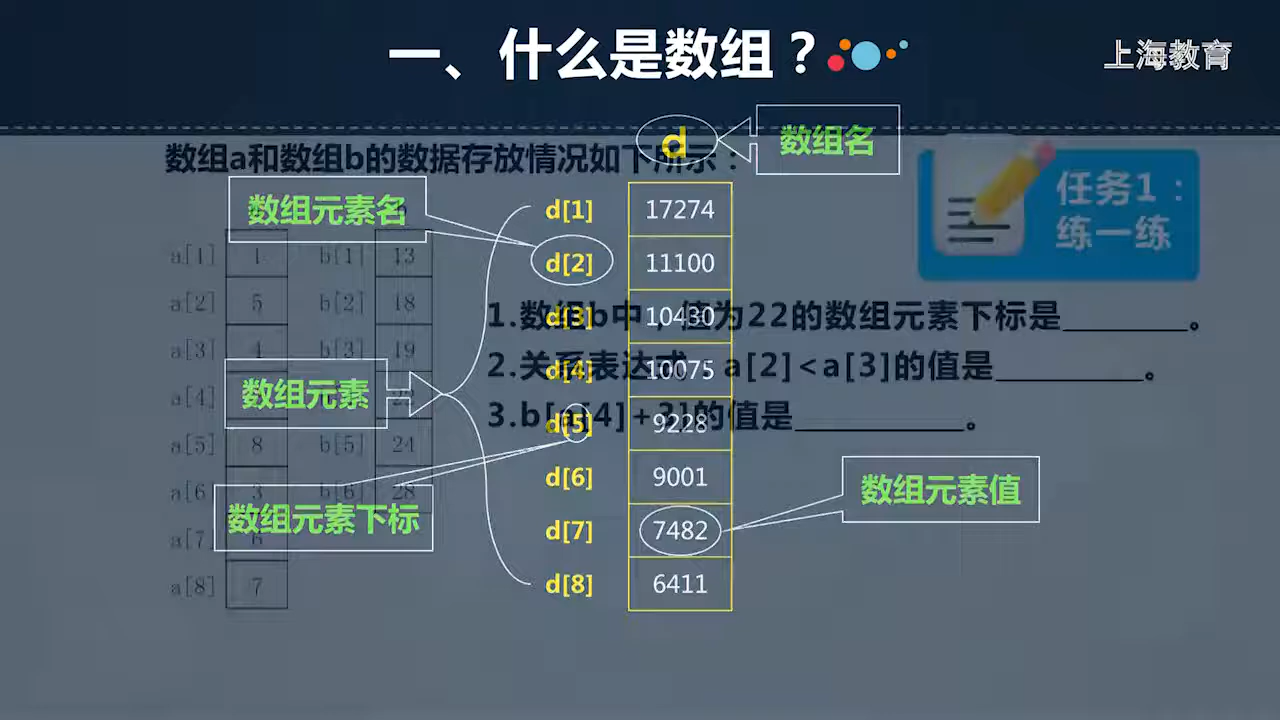 一、什么是数组？
上海教育
d
数组名
数组a和数组b的数据存放情况如下所示：
任务1：
练一练
数组元素名
数组元素
数组元素下标
数组元素值
d[1] 17274
d[2] 11100
d[3] 10430
d[4] 10075
d[5] 9228
d[6] 9001
d[7] 7482
d[8] 6411
a[1] 1 b[1] 13
a[2] 5 b[2] 18
a[3] 4 b[3] 19
a[4] 22
a[5] 8 b[5] 24
a[6 3 b[6] 28
a[7
a[8] 7
1.数组b中，值为22的数组元素下标是________。
2.关系表达式：a[2]<a[3]的值是__________。
3.b[a[4]+3]的值是___________。